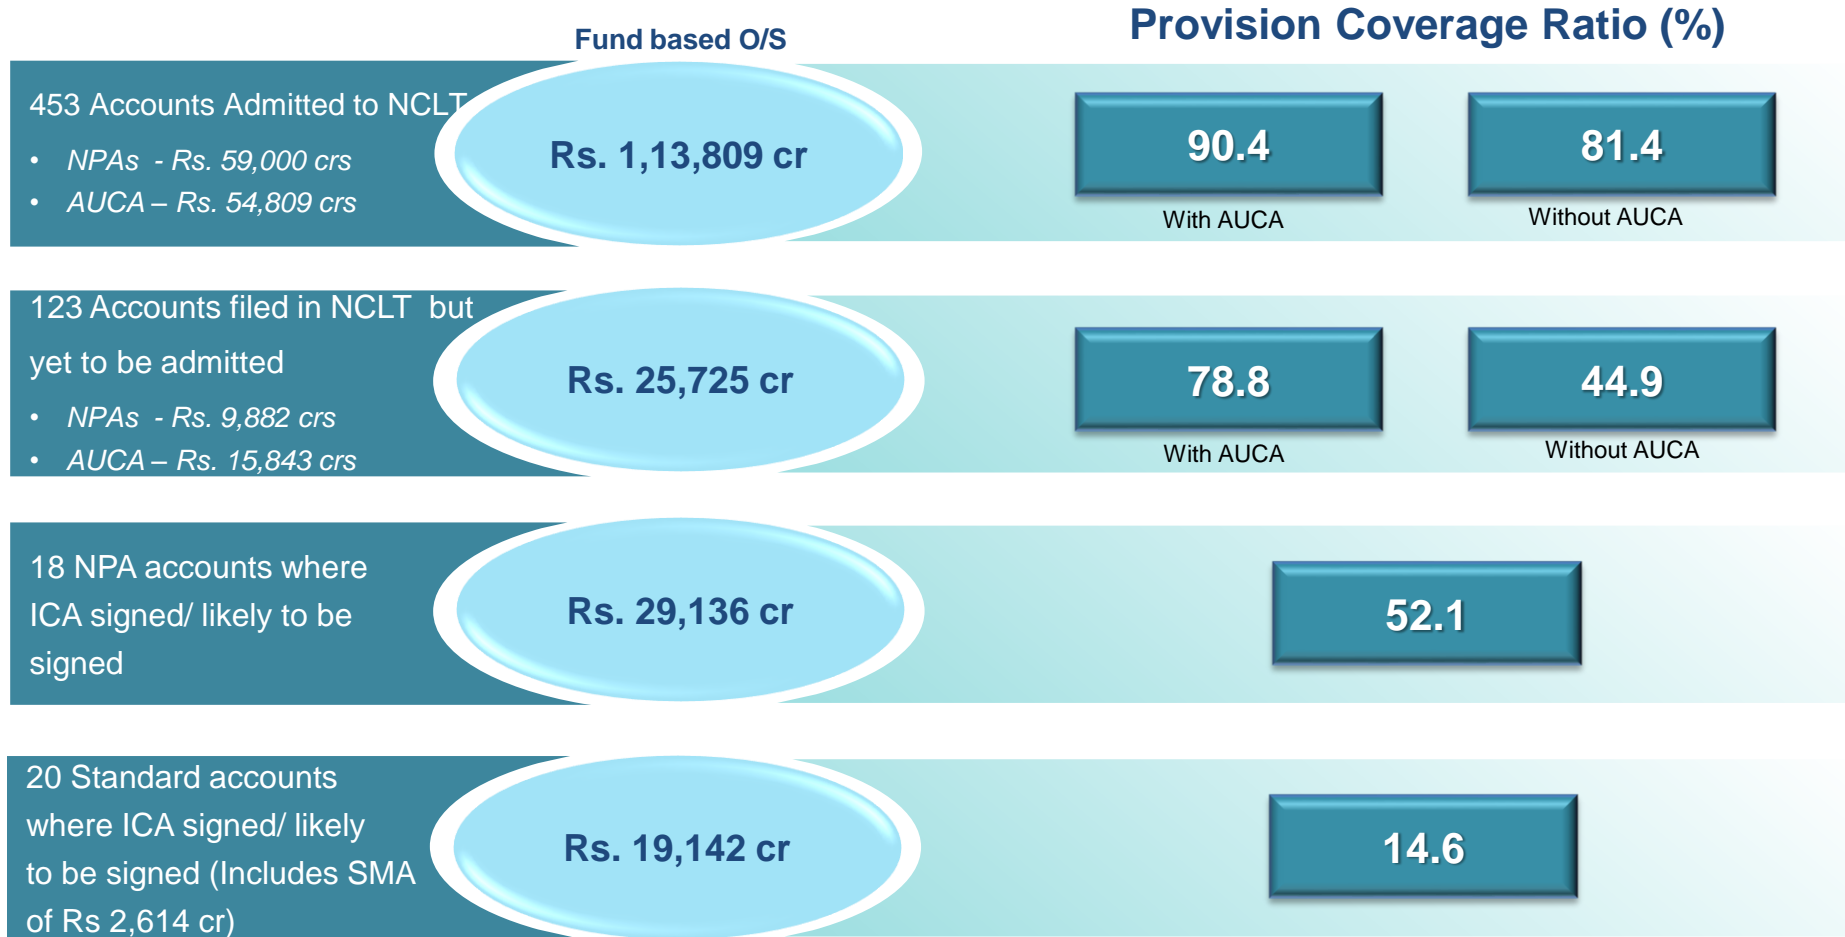 Fund based O/S
Provision Coverage Ratio (%)
453 Accounts Admitted to NCLT
• NPAs - Rs. 59,000 crs
• AUCA – Rs. 54,809 crs
Rs. 1,13,809 cr
90.4
With AUCA
81.4
Without AUCA
123 Accounts filed in NCLT but
yet to be admitted
• NPAs - Rs. 9,882 crs
• AUCA – Rs. 15,843 crs
Rs. 25,725 cr
78.8
With AUCA
44.9
Without AUCA
18 NPA accounts where
ICA signed/ likely to be
signed
Rs. 29,136 cr
52.1
20 Standard accounts
where ICA signed/ likely
to be signed (Includes SMA
of Rs 2,614 cr)
Rs. 19,142 cr
14.6